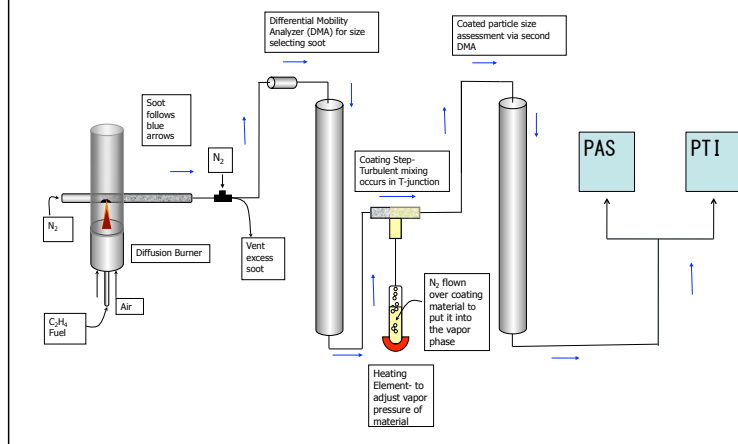 Differential Mobility
Analyzer (DMA) for size
selecting soot
Coated particle size
assessment via second
DMA
Soot
follows
blue
arrows
N2
Coating Step-
Turbulent mixing
occurs in T-junction
PAS
PTI
N2
Diffusion Burner
Vent
excess
soot
Air
C2H4
Fuel
N2 flown
over coating
material to
put it into
the vapor
phase
Heating
Element- to
adjust vapor
pressure of
material